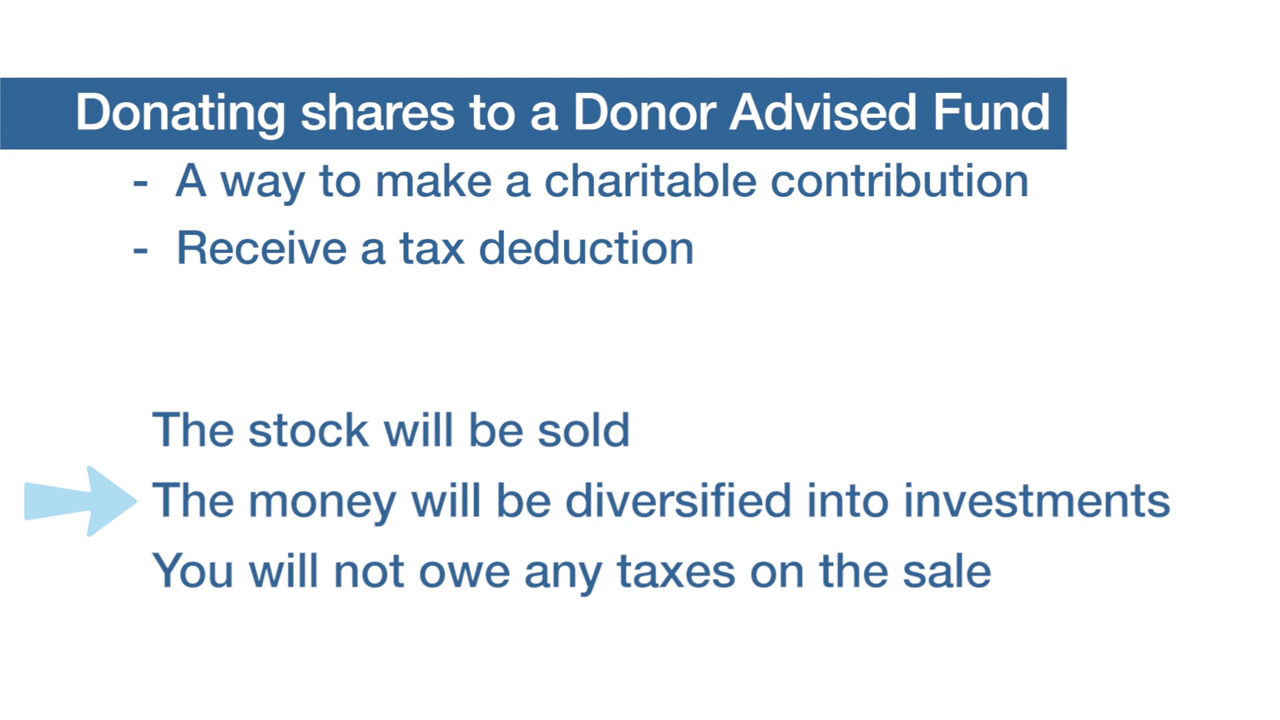 Donating shares to a Donor Advised Fund
- A way to make a charitable contribution
- Receive a tax deduction
The stock will be sold
The money will be diversified into investments
You will not owe any taxes on the sale